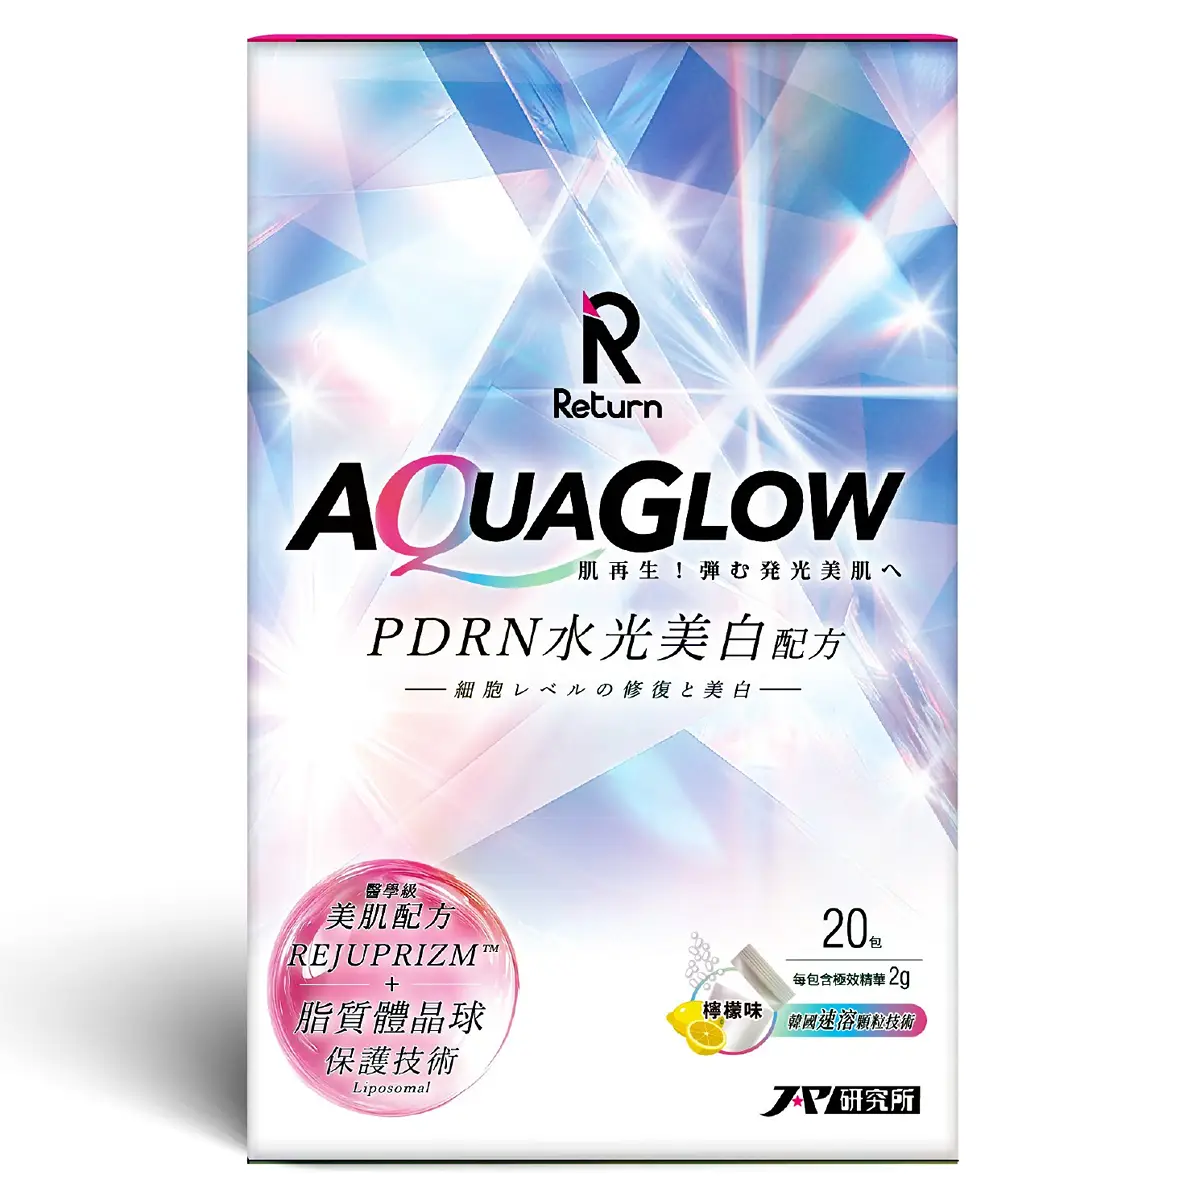 Return
AQUAGLOW
肌再生！弾む発光美肌へ
PDRN水光美白配方
細胞レベルの修復と美白
醫學級
美肌配方
REJUPRIZM™
+
脂質體晶球
保護技術
Liposomal
20包
每包含極效精華2g
檸檬味
韓國速溶顆粒技術
研究所